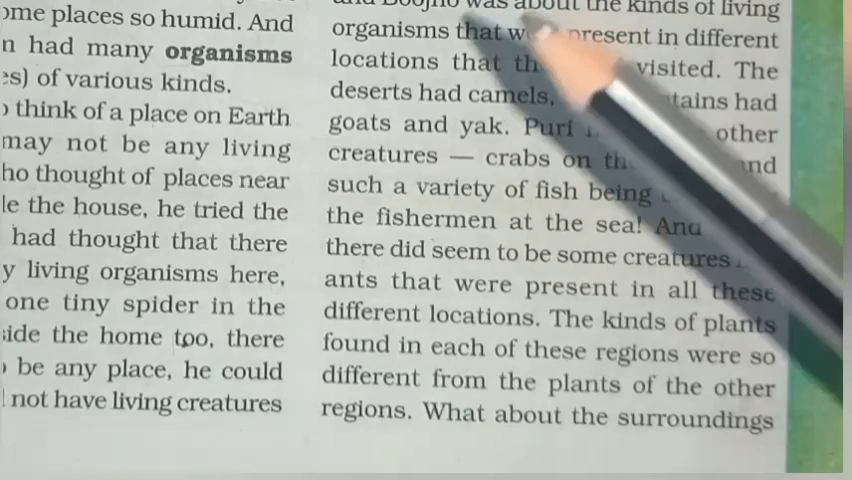 ome places so humid. And
n had many organisms
es) of various kinds.
think of a place on Earth
may not be any living
ho thought of places near
le the house, he tried the
had thought that there
y living organisms here,
one tiny spider in the
side the home too, there
be any place, he could
not have living creatures
was about the kinds of living
organisms that present in different
locations that visited. The
deserts had camels, tains had
goats and yak. Puri other
creatures — crabs on
such a variety of fish being
the fishermen at the sea! And
there did seem to be some creatures
ants that were present in all these
different locations. The kinds of plants
found in each of these regions were so
different from the plants of the other
regions. What about the surroundings